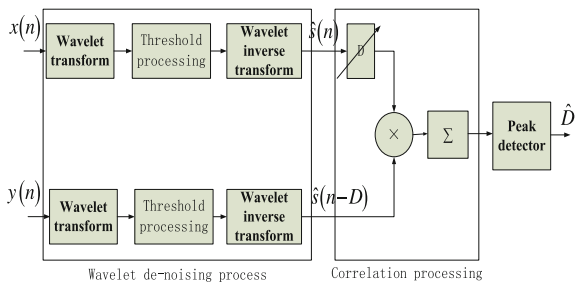 x(n)
Wavelet
transform
Threshold
processing
Wavelet
inverse
transform
ŝ(n)
D
×
Σ
Peak
detector
D̂
y(n)
Wavelet
transform
Threshold
processing
Wavelet
inverse
transform
ŝ(n−D)
Wavelet de-noising process
Correlation processing